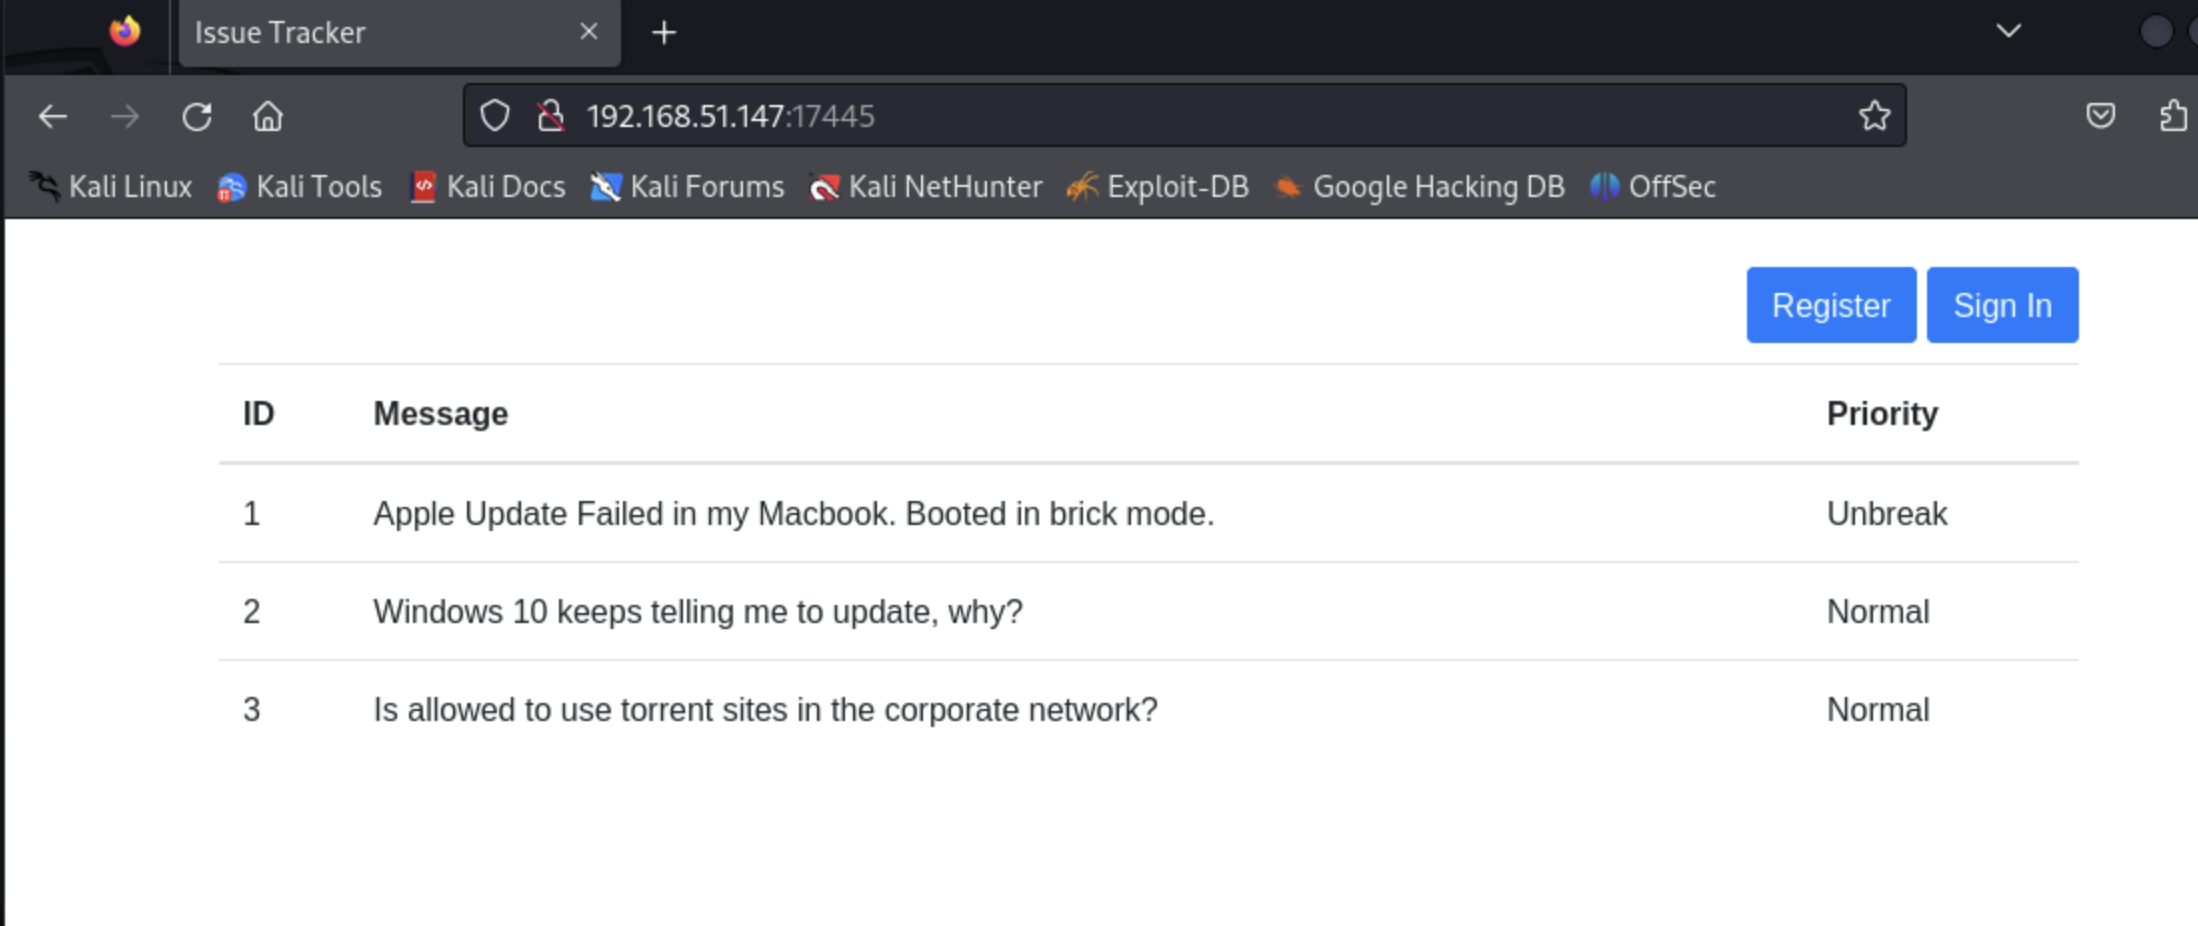 Issue Tracker
192.168.51.147:17445
Kali Linux Kali Tools Kali Docs Kali Forums Kali NetHunter Exploit-DB Google Hacking DB OffSec
Register Sign In
ID Message Priority
1 Apple Update Failed in my Macbook. Booted in brick mode. Unbreak
2 Windows 10 keeps telling me to update, why? Normal
3 Is allowed to use torrent sites in the corporate network? Normal